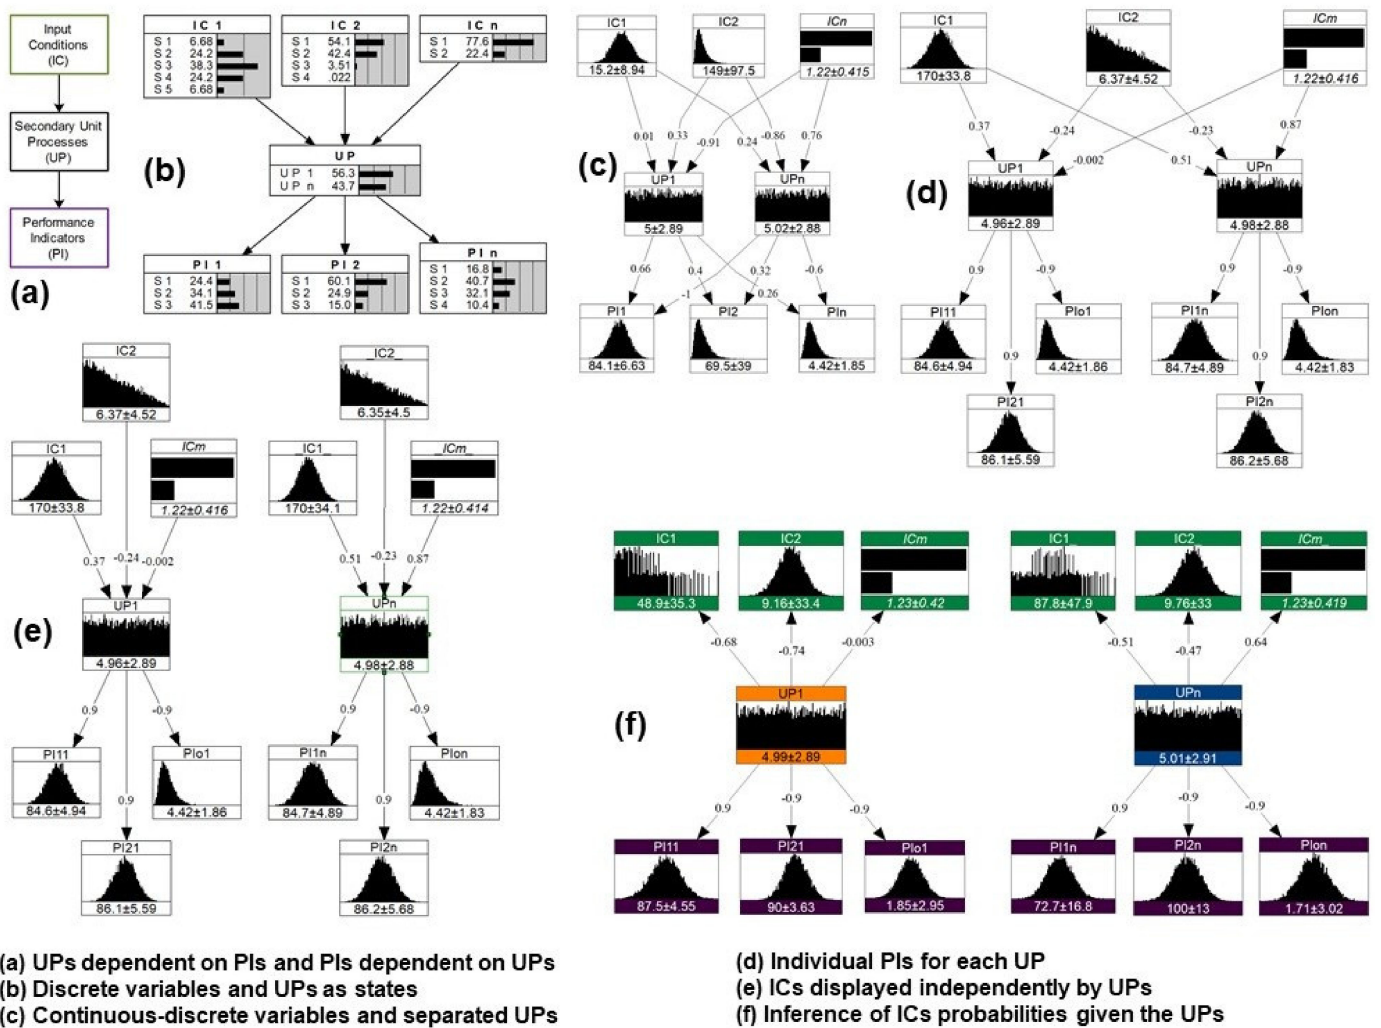 Input
Conditions
(IC)
Secondary Unit
Processes
(UP)
Performance
Indicators
(PI)
(a)
IC 1
S 1 6.68
S 2 24.2
S 3 38.3
S 4 24.2
S 5 6.68
IC 2
S 1 54.1
S 2 42.4
S 3 3.51
S 4 .022
IC n
S 1 77.6
S 2 22.4
(b)
UP
UP 1 56.3
UP n 43.7
PI 1
S 1 24.4
S 2 34.1
S 3 41.5
PI 2
S 1 60.1
S 2 24.9
S 3 15.0
PI n
S 1 16.8
S 2 40.7
S 3 32.1
S 4 10.4
IC1
15.2±8.94
IC2
149±97.5
ICn
1.22±0.415
0.01
0.33
-0.91
0.24
-0.86
0.76
(c)
UP1
5±2.89
UPn
5.02±2.88
0.66
-1
0.4
0.32
0.26
-0.6
PI1
84.1±6.63
PI2
69.5±39
PIn
4.42±1.85
IC1
170±33.8
IC2
6.37±4.52
ICm
1.22±0.416
0.37
-0.24
-0.002
0.51
-0.23
0.87
(d)
UP1
4.96±2.89
UPn
4.98±2.88
0.9
-0.9
0.9
0.9
-0.9
0.9
PI11
84.6±4.94
PIo1
4.42±1.86
PI1n
84.7±4.89
PIon
4.42±1.83
PI21
86.1±5.59
PI2n
86.2±5.68
IC2
6.37±4.52
IC1
170±33.8
ICm
1.22±0.416
0.37
-0.24
-0.002
(e)
UP1
4.96±2.89
0.9
-0.9
0.9
PI11
84.6±4.94
PIo1
4.42±1.86
PI21
86.1±5.59
_IC2_
6.35±4.5
_IC1_
170±34.1
_ICm_
1.22±0.414
0.51
-0.23
0.87
UPn
4.98±2.88
0.9
-0.9
0.9
PI1n
84.7±4.89
PIon
4.42±1.83
PI2n
86.2±5.68
IC1
48.9±35.3
IC2
9.16±33.4
ICm
1.23±0.42
-0.68
-0.74
-0.003
(f)
UP1
4.99±2.89
0.9
-0.9
-0.9
PI11
87.5±4.55
PI21
90±3.63
PIo1
1.85±2.95
IC1_
87.8±47.9
IC2_
9.76±33
ICm_
1.23±0.419
-0.51
-0.47
0.64
UPn
5.01±2.91
0.9
-0.9
-0.9
PI1n
72.7±16.8
PI2n
100±13
PIon
1.71±3.02
(a) UPs dependent on PIs and PIs dependent on UPs
(b) Discrete variables and UPs as states
(c) Continuous-discrete variables and separated UPs
(d) Individual PIs for each UP
(e) ICs displayed independently by UPs
(f) Inference of ICs probabilities given the UPs